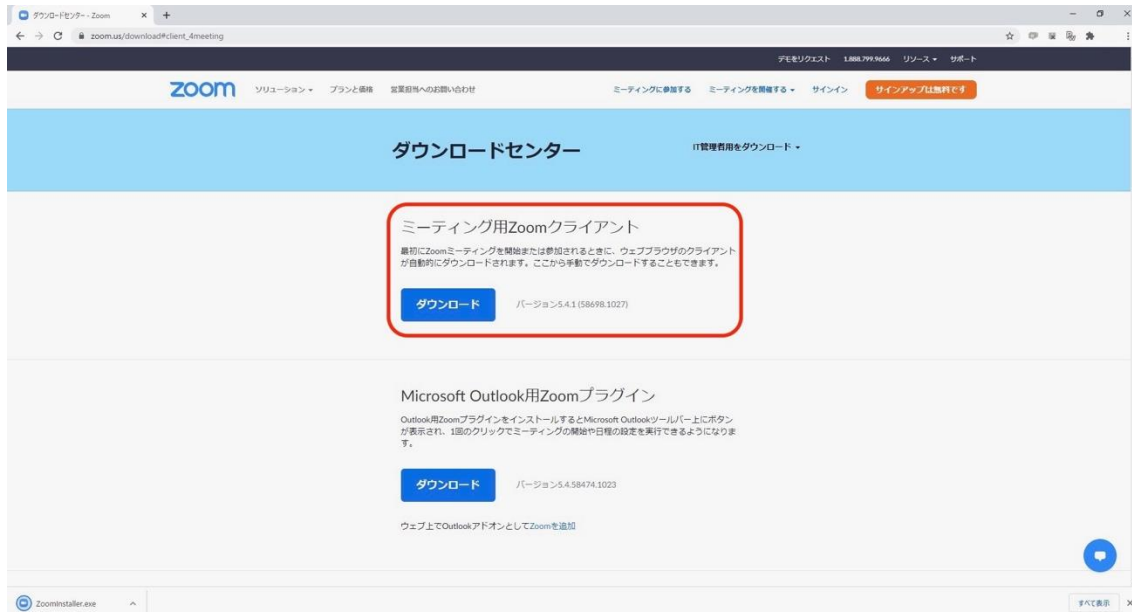 ダウンロードセンター - Zoom
zoom.us/download#client_4meeting
デモをリクエスト 1.888.799.9666 リソース サポート
zoom ソリューション プランと価格 営業担当へのお問い合わせ ミーティングに参加する ミーティングを開催する サインイン サインアップは無料です
ダウンロードセンター IT管理者用をダウンロード
ミーティング用Zoomクライアント
最初にZoomミーティングを開始または参加されるときに、ウェブブラウザのクライアント
が自動的にダウンロードされます。ここから手動でダウンロードすることもできます。
ダウンロード バージョン5.4.1 (58698.1027)
Microsoft Outlook用Zoomプラグイン
Outlook用ZoomプラグインをインストールするとMicrosoft Outlookツールバー上にボタン
が表示され、1回のクリックでミーティングの開始や日程の設定を実行できるようになりま
す。
ダウンロード バージョン5.4.58474.1023
ウェブ上でOutlookアドオンとしてZoomを追加
ZoomInstaller.exe すべて表示